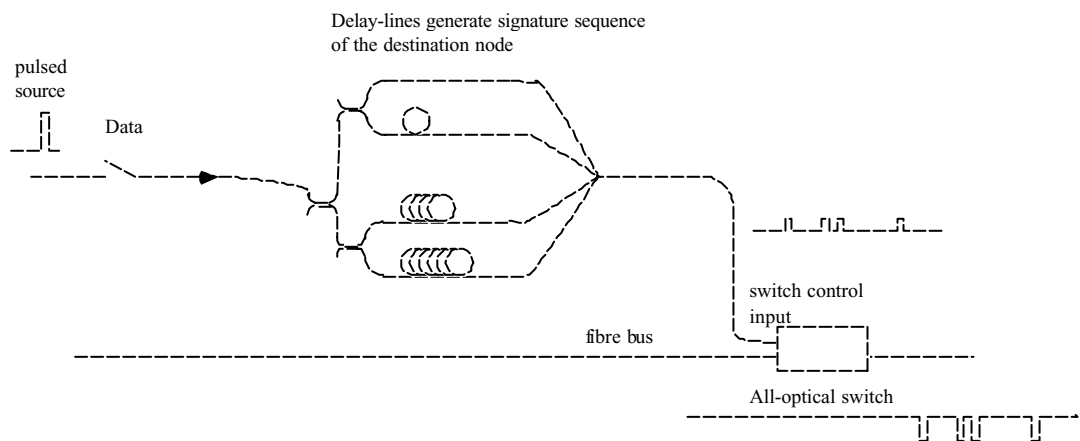 Delay-lines generate signature sequence
of the destination node
pulsed
source
Data
switch control
input
fibre bus
All-optical switch